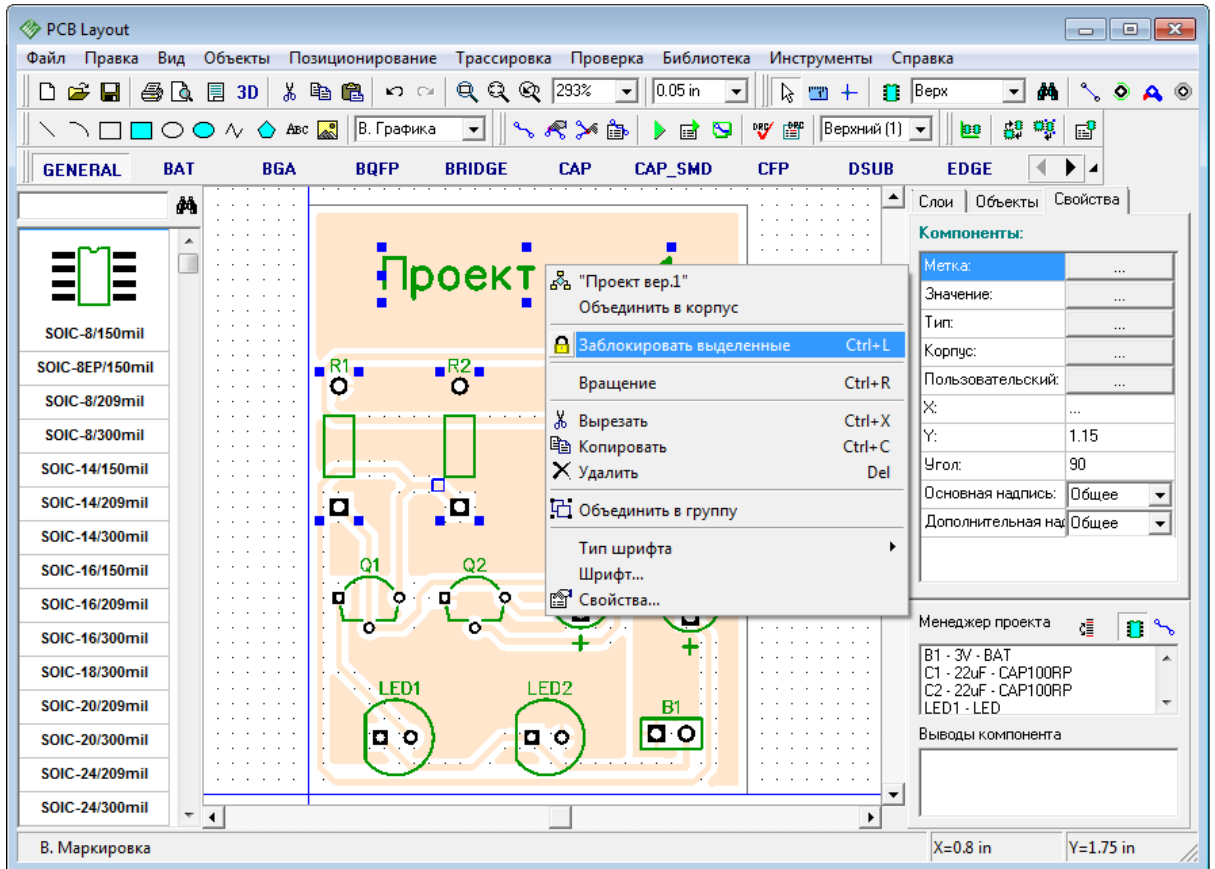 PCB Layout
Файл Правка Вид Объекты Позиционирование Трассировка Проверка Библиотека Инструменты Справка
3D 293% 0.05 in Верх
ABC В. Графика DRC DRC Верхний (1)
GENERAL BAT BGA BQFP BRIDGE CAP CAP_SMD CFP DSUB EDGE
SOIC-8/150mil
SOIC-8EP/150mil
SOIC-8/209mil
SOIC-8/300mil
SOIC-14/150mil
SOIC-14/209mil
SOIC-14/300mil
SOIC-16/150mil
SOIC-16/209mil
SOIC-16/300mil
SOIC-18/300mil
SOIC-20/209mil
SOIC-20/300mil
SOIC-24/209mil
SOIC-24/300mil
Проект
R1 R2
Q1 Q2
LED1 LED2 B1
"Проект вер.1"
Объединить в корпус
Заблокировать выделенные Ctrl+L
Вращение Ctrl+R
Вырезать Ctrl+X
Копировать Ctrl+C
Удалить Del
Объединить в группу
Тип шрифта
Шрифт...
Свойства...
Слои Объекты Свойства
Компоненты:
Метка: ...
Значение: ...
Тип: ...
Корпус: ...
Пользовательский: ...
X: ...
Y: 1.15
Угол: 90
Основная надпись: Общее
Дополнительная над Общее
Менеджер проекта
B1 - 3V - BAT
C1 - 22uF - CAP100RP
C2 - 22uF - CAP100RP
LED1 - LED
Выводы компонента
В. Маркировка X=0.8 in Y=1.75 in